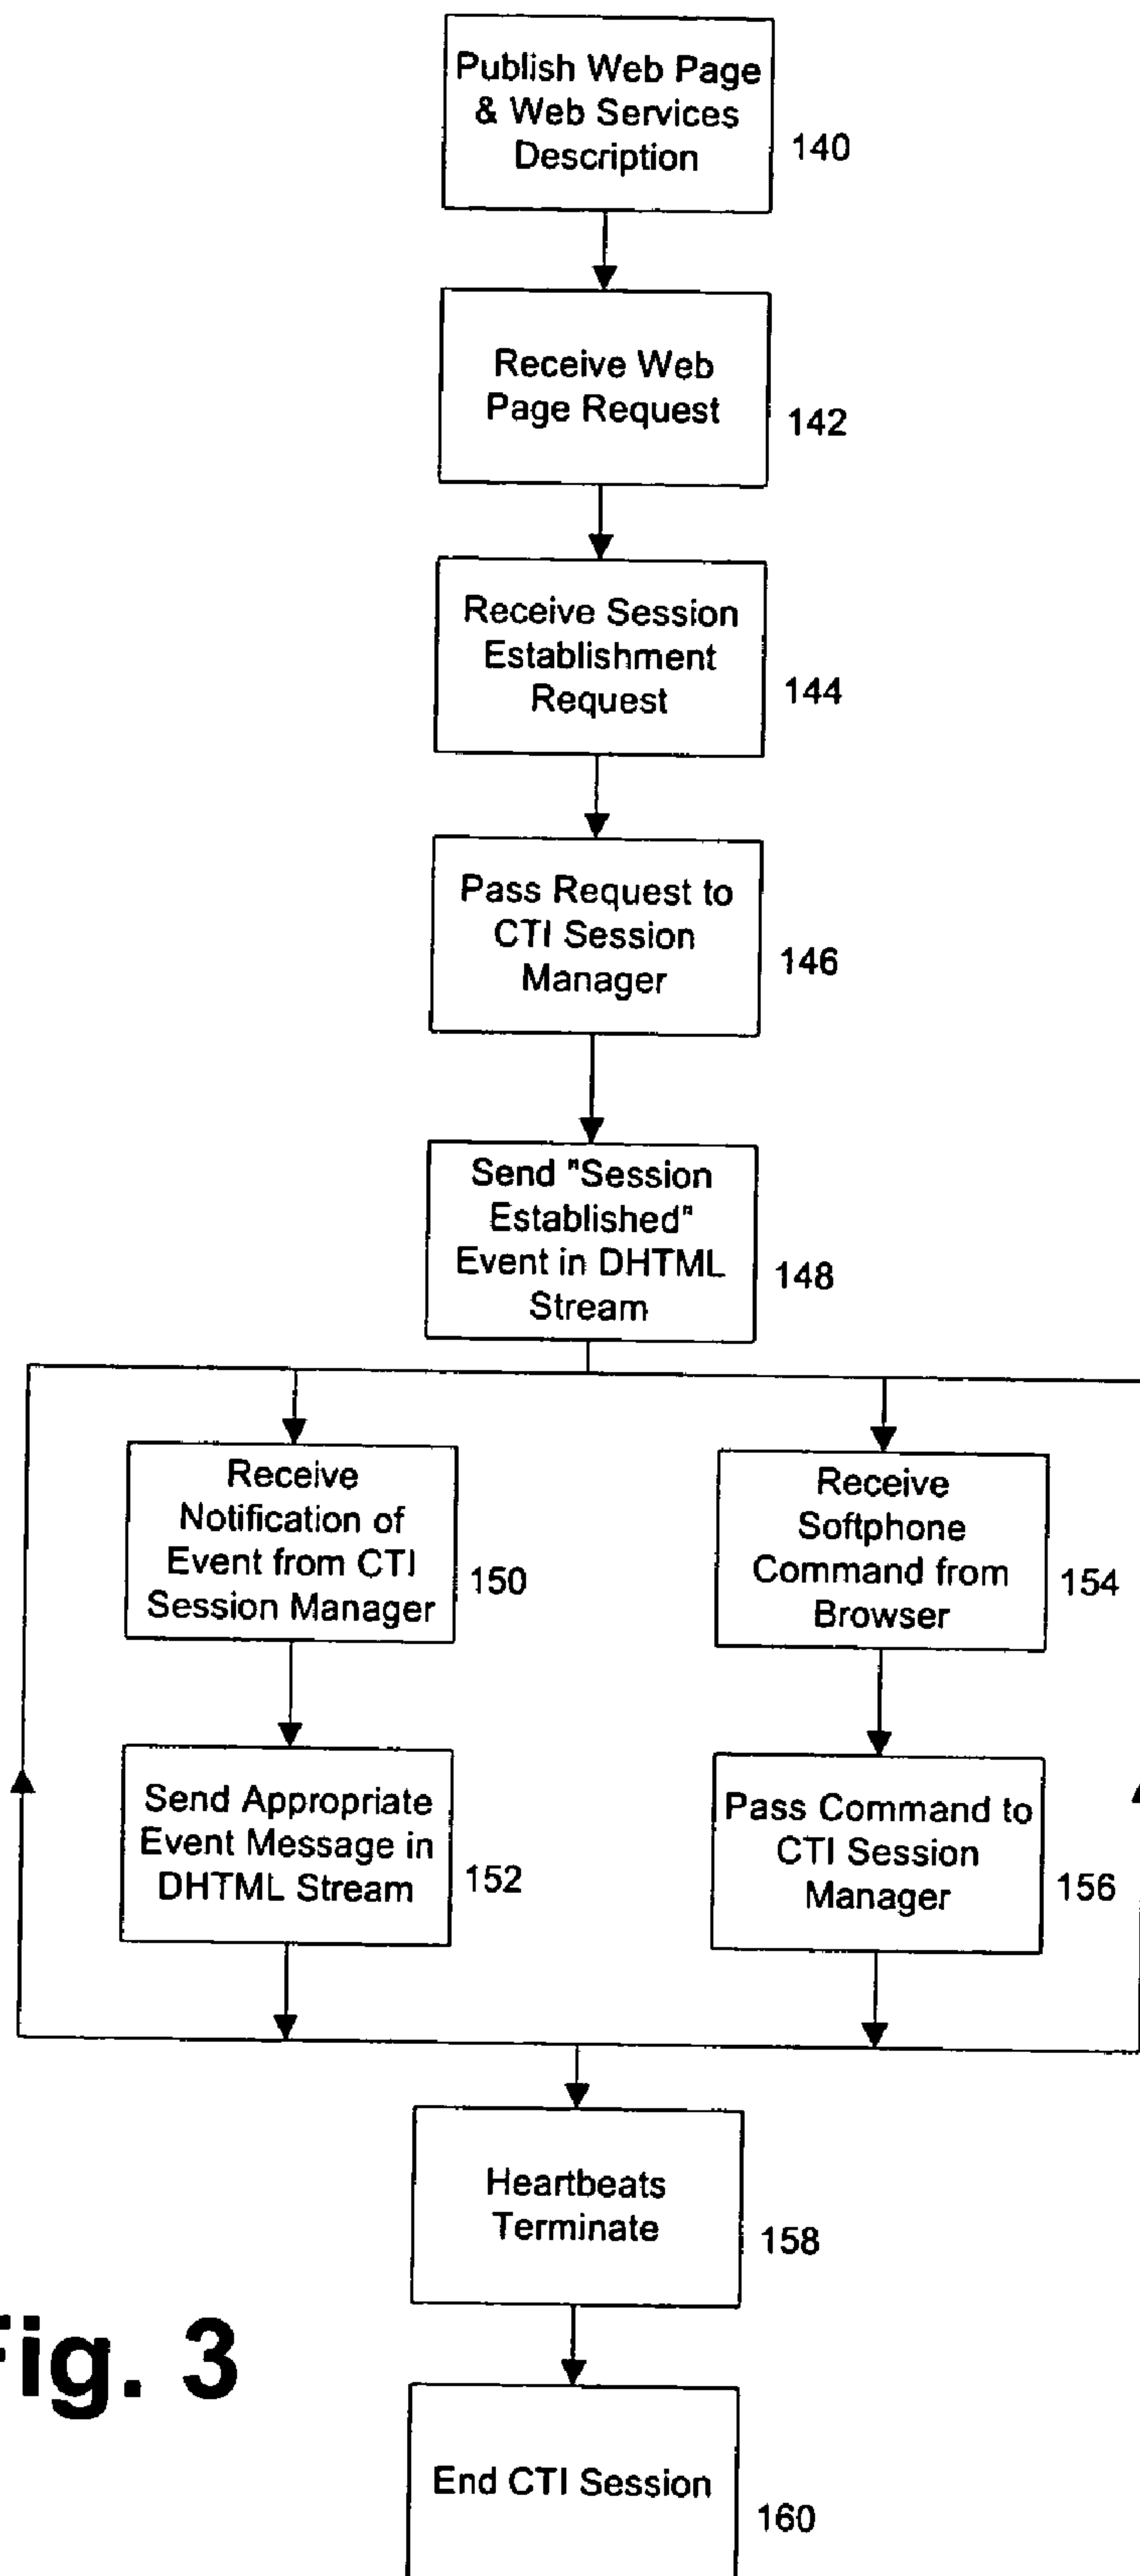 Publish Web Page
& Web Services
Description
140
Receive Web
Page Request
142
Receive Session
Establishment
Request
144
Pass Request to
CTI Session
Manager
146
Send "Session
Established"
Event in DHTML
Stream
148
Receive
Notification of
Event from CTI
Session Manager
150
Receive
Softphone
Command from
Browser
154
Send Appropriate
Event Message in
DHTML Stream
152
Pass Command to
CTI Session
Manager
156
Heartbeats
Terminate
158
Fig. 3
End CTI Session
160